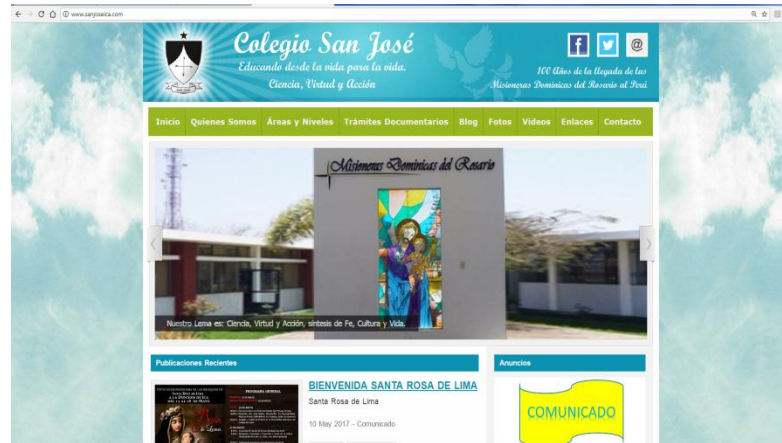 www.sanjoseica.com
Colegio San José
Educando desde la vida para la vida.
Ciencia, Virtud y Acción
100 Años de la llegada de las
Misioneras Dominicas del Rosario al Perú
Inicio Quienes Somos Áreas y Niveles Trámites Documentarios Blog Fotos Videos Enlaces Contacto
Misioneras Dominicas del Rosario
Nuestro Lema es: Ciencia, Virtud y Acción, síntesis de Fe, Cultura y Vida.
Publicaciones Recientes
Anuncios
PROGRAMA GENERAL
BIENVENIDA SANTA ROSA DE LIMA
Santa Rosa de Lima
10 May 2017 - Comunicado
COMUNICADO